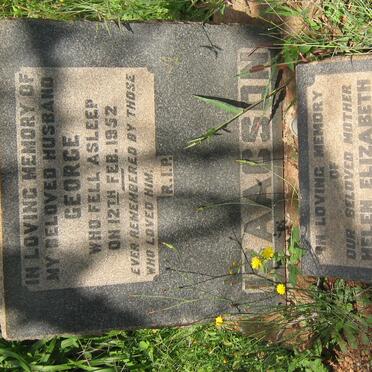 IN LOVING MEMORY OF
MY BELOVED HUSBAND
GEORGE
WHO FELL ASLEEP
ON 12TH FEB. 1952
EVER REMEMBERED BY THOSE
WHO LOVED HIM.
R.I.P.
IN LOVING MEMORY
OF
OUR BELOVED MOTHER
HELEN ELIZABETH